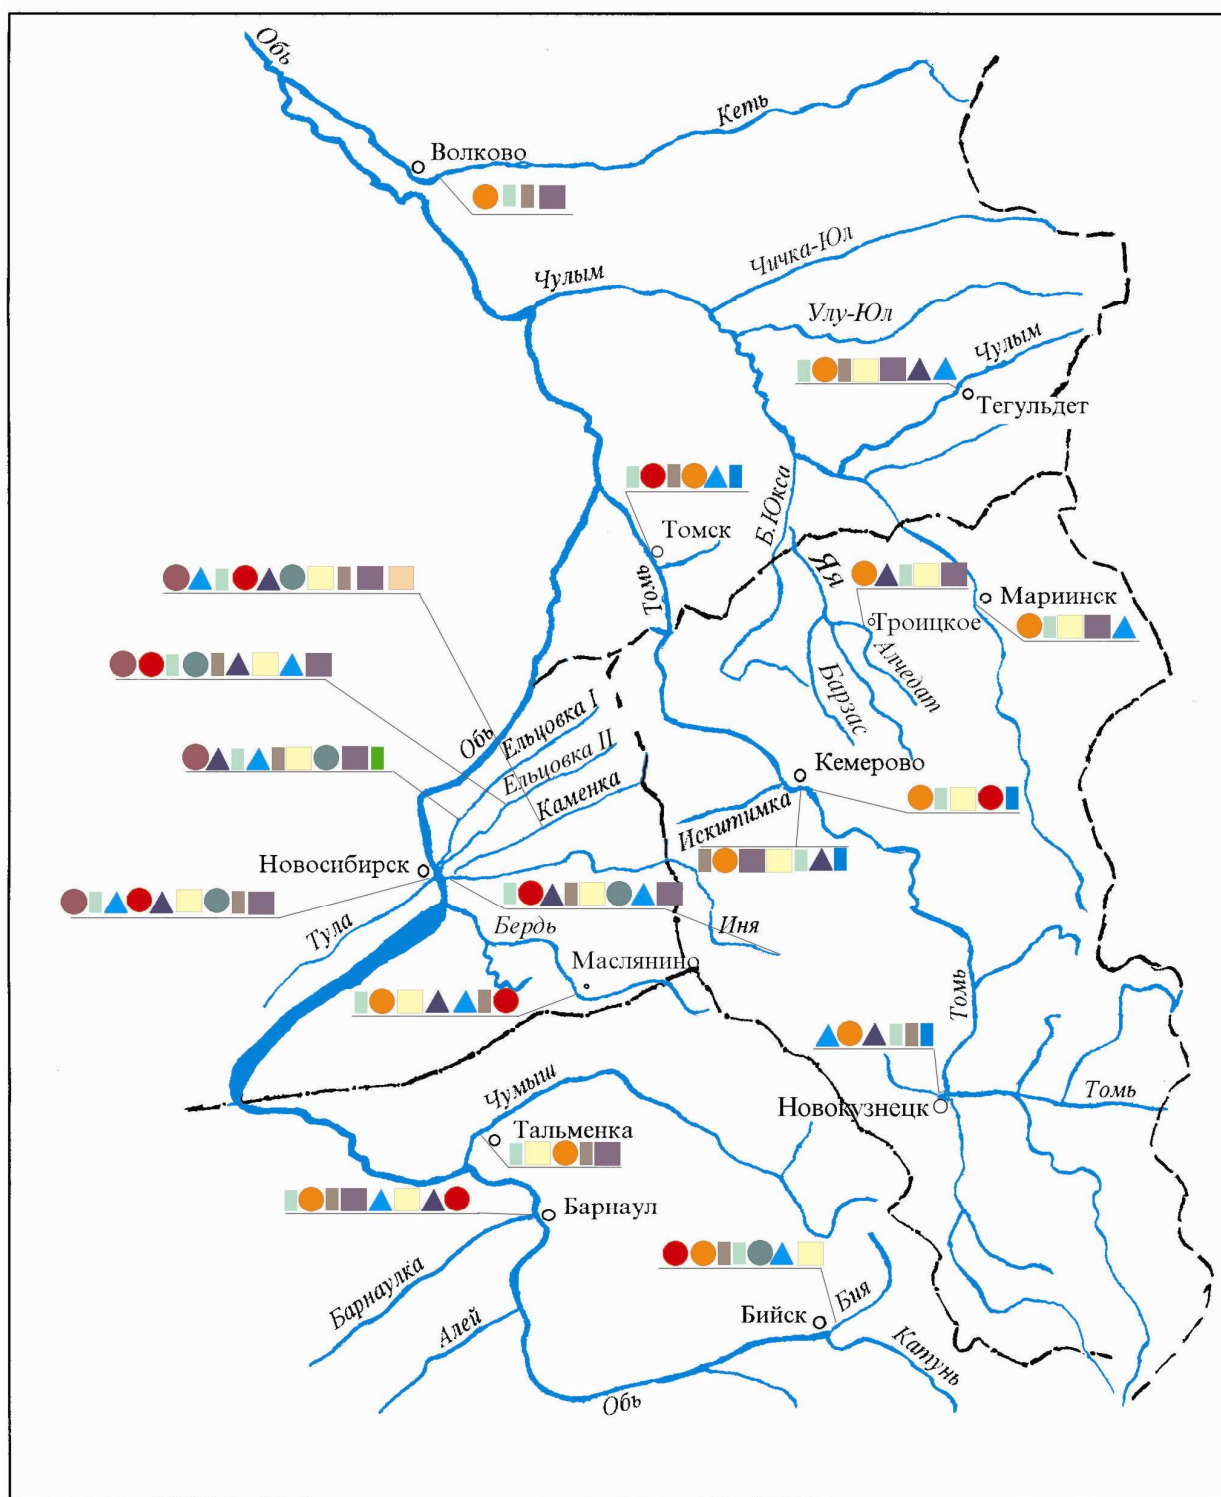 Обь
Кеть
Волково
Чичка-Юл
Чулым
Улу-Юл
Чулым
Тегульдет
Б.Юкса
Томск
Яя
Томь
Мариинск
Троицкое
Алчедат
Барзас
Ельцовка I
Обь
Ельцовка II
Каменка
Кемерово
Искитимка
Новосибирск
Тула
Бердь
Иня
Маслянино
Томь
Чумыш
Томь
Новокузнецк
Тальменка
Барнаул
Барнаулка
Алей
Бия
Бийск
Катунь
Обь